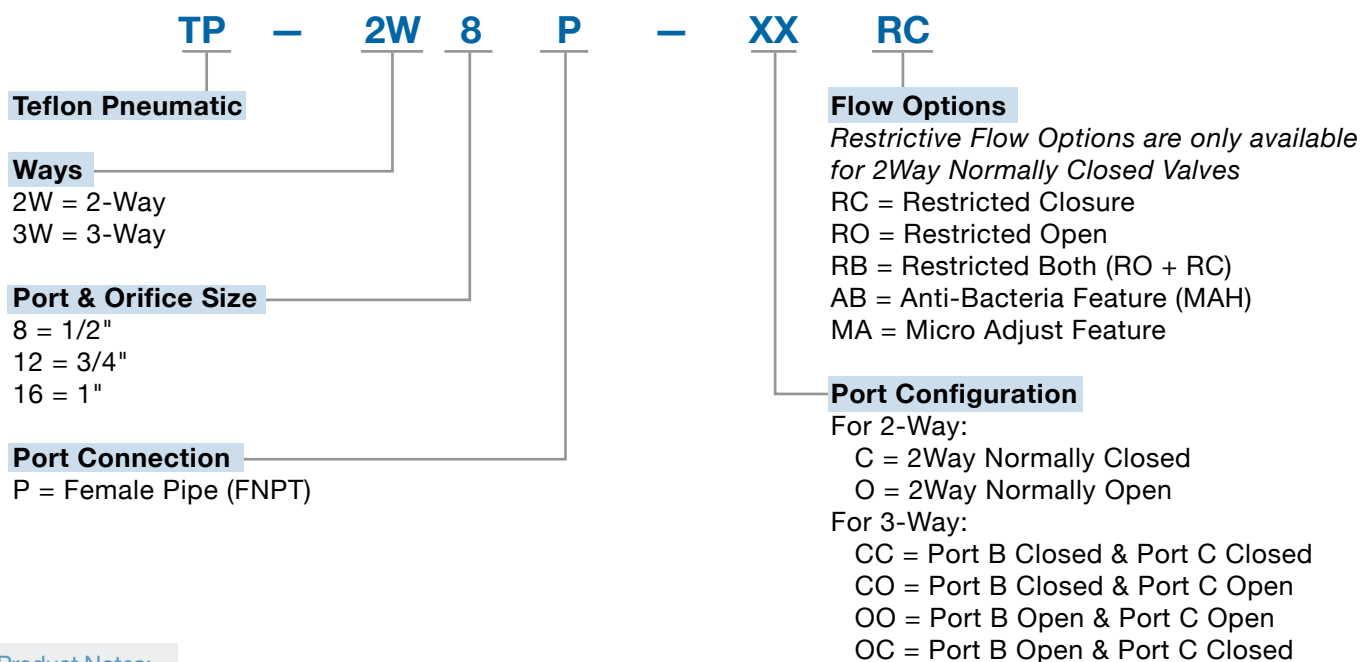 TP — 2W 8 P — XX RC
Teflon Pneumatic
Ways
2W = 2-Way
3W = 3-Way
Port & Orifice Size
8 = 1/2"
12 = 3/4"
16 = 1"
Port Connection
P = Female Pipe (FNPT)
Flow Options
Restrictive Flow Options are only available
for 2Way Normally Closed Valves
RC = Restricted Closure
RO = Restricted Open
RB = Restricted Both (RO + RC)
AB = Anti-Bacteria Feature (MAH)
MA = Micro Adjust Feature
Port Configuration
For 2-Way:
C = 2Way Normally Closed
O = 2Way Normally Open
For 3-Way:
CC = Port B Closed & Port C Closed
CO = Port B Closed & Port C Open
OO = Port B Open & Port C Open
OC = Port B Open & Port C Closed
Product Notes: